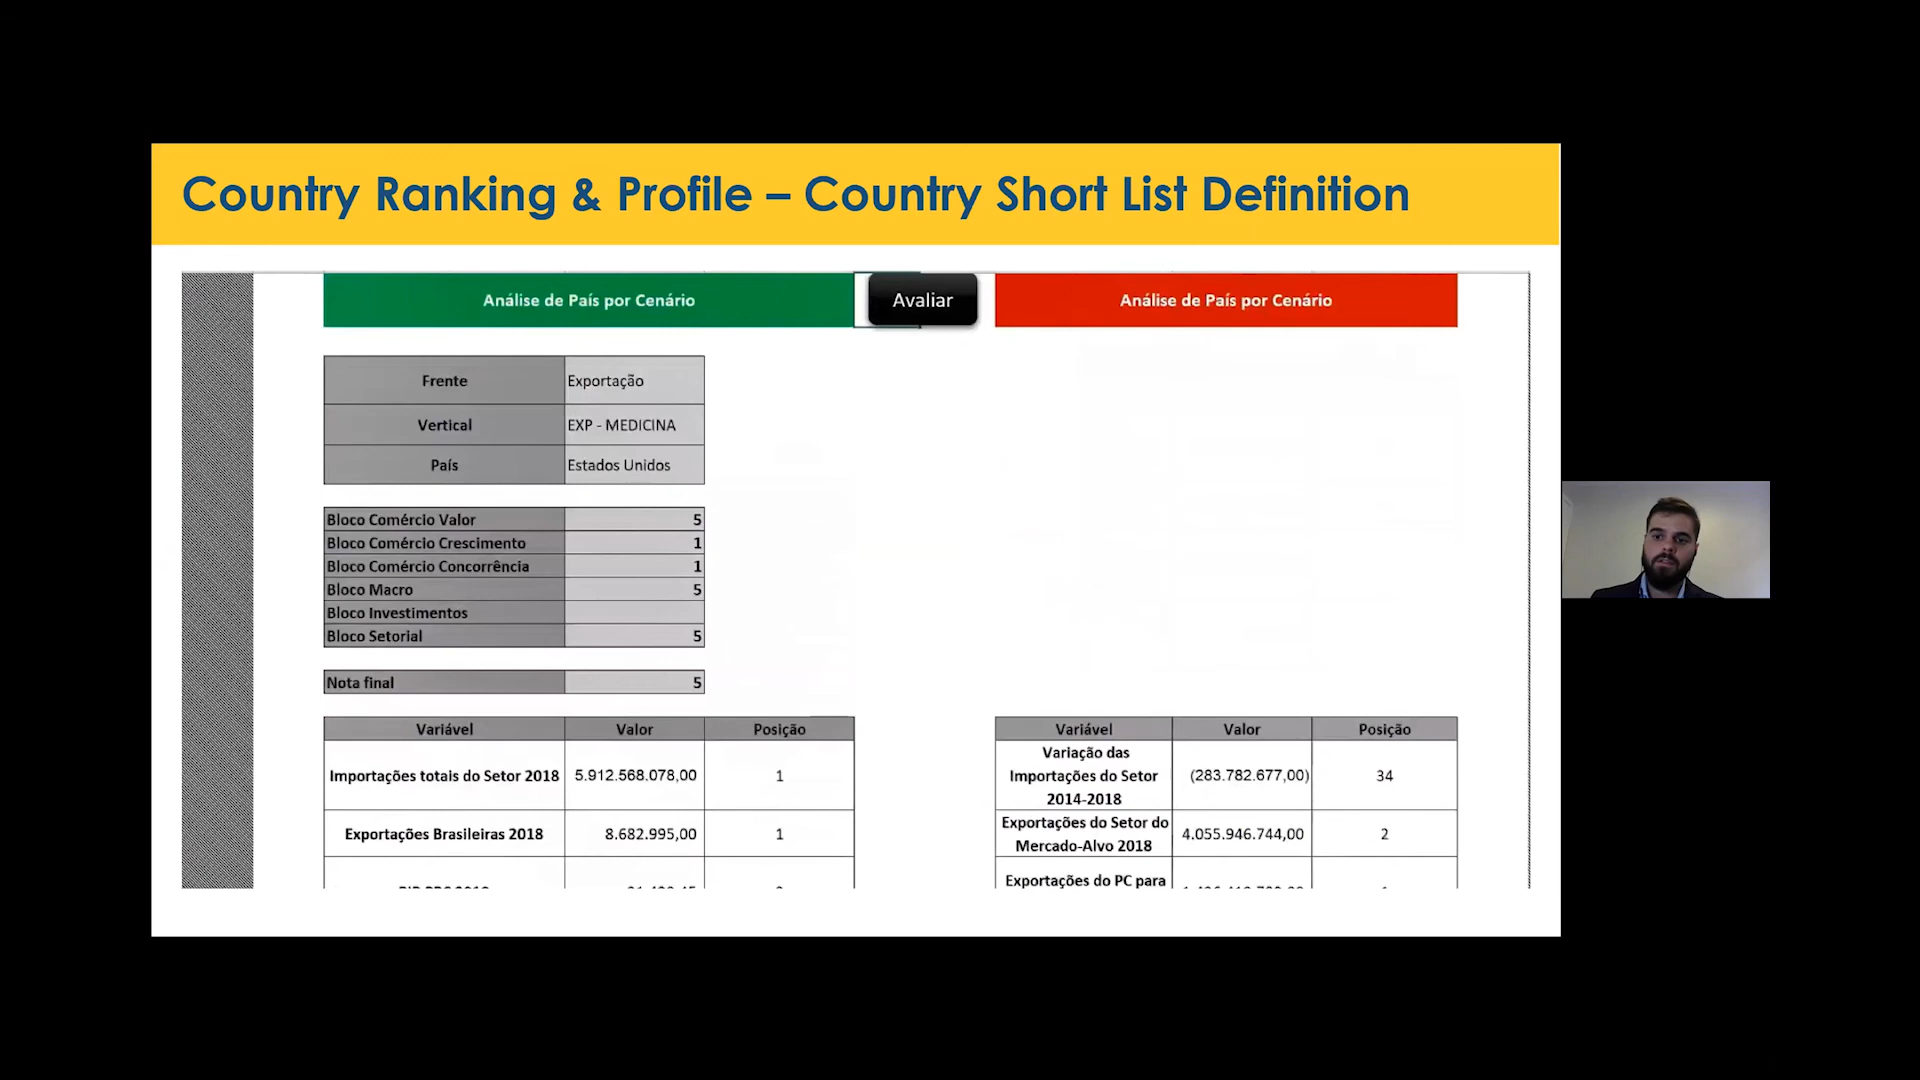 Country Ranking & Profile – Country Short List Definition
Análise de País por Cenário
Avaliar
Análise de País por Cenário
Frente Exportação
Vertical EXP - MEDICINA
País Estados Unidos
Bloco Comércio Valor 5
Bloco Comércio Crescimento 1
Bloco Comércio Concorrência 1
Bloco Macro 5
Bloco Investimentos
Bloco Setorial 5
Nota final 5
Variável Valor Posição
Importações totais do Setor 2018 5.912.568.078,00 1
Exportações Brasileiras 2018 8.682.995,00 1
Variável Valor Posição
Variação das
Importações do Setor (283.782.677,00) 34
2014-2018
Exportações do Setor do
Mercado-Alvo 2018 4.055.946.744,00 2
Exportações do PC para